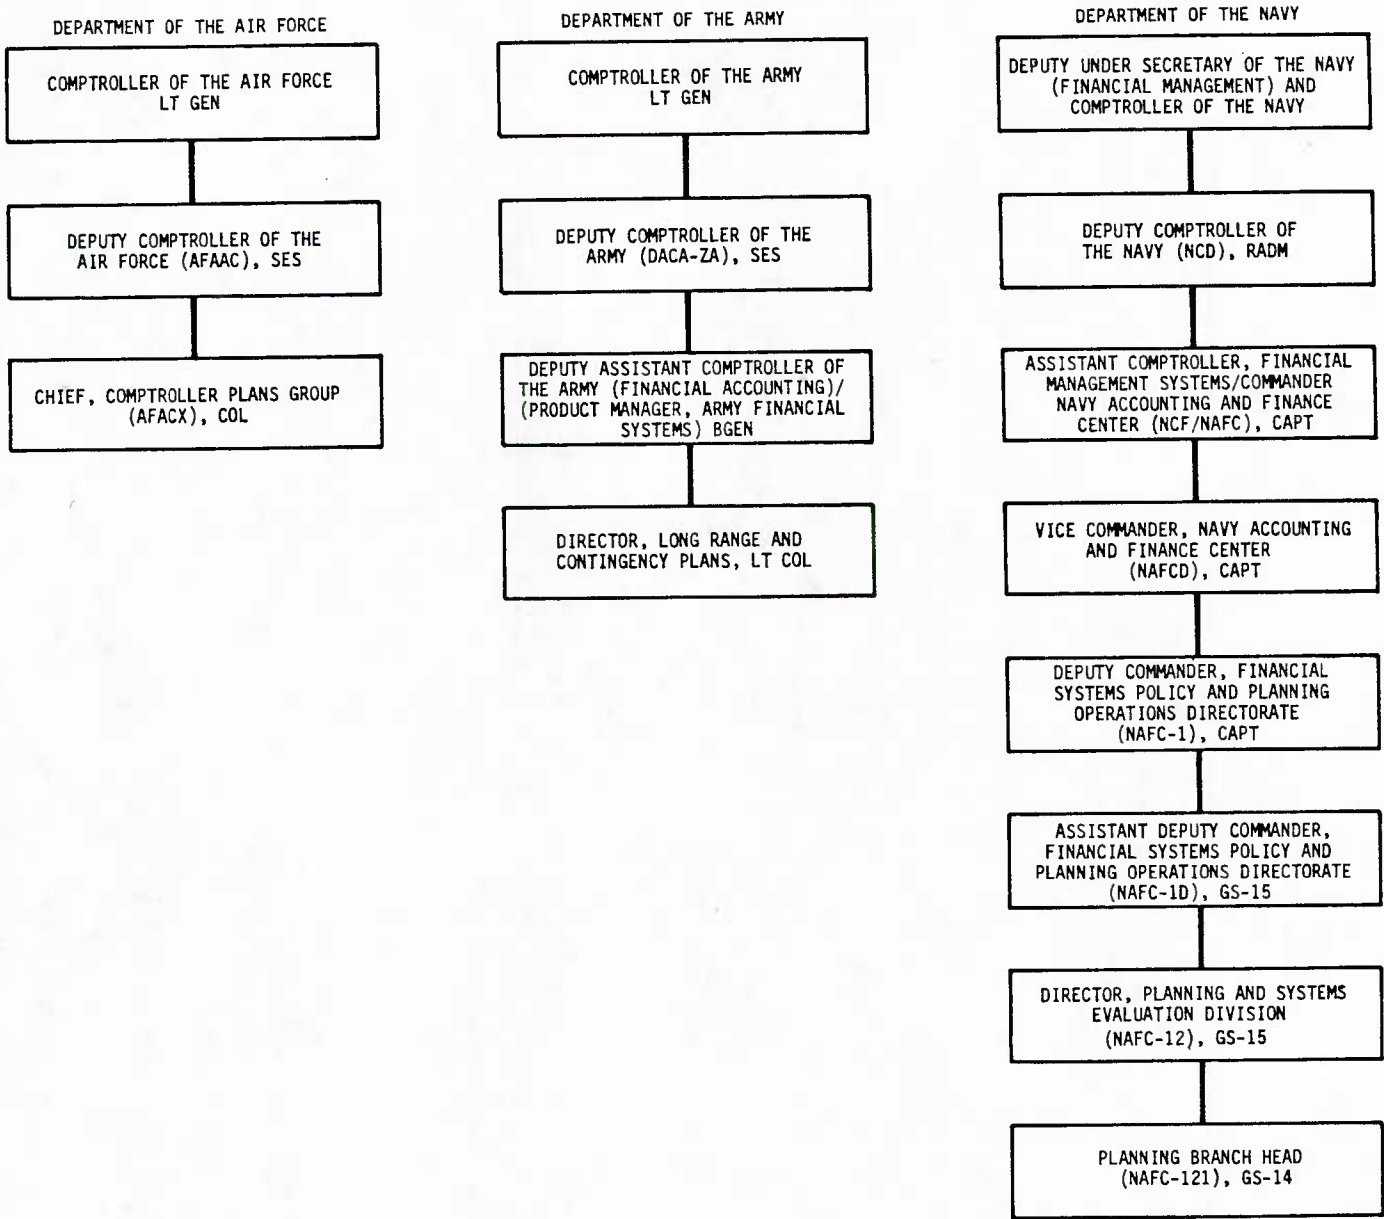 DEPARTMENT OF THE AIR FORCE
COMPTROLLER OF THE AIR FORCE
LT GEN
DEPUTY COMPTROLLER OF THE
AIR FORCE (AFAAC), SES
CHIEF, COMPTROLLER PLANS GROUP
(AFACX), COL
DEPARTMENT OF THE ARMY
COMPTROLLER OF THE ARMY
LT GEN
DEPUTY COMPTROLLER OF THE
ARMY (DACA-ZA), SES
DEPUTY ASSISTANT COMPTROLLER OF
THE ARMY (FINANCIAL ACCOUNTING)/
(PRODUCT MANAGER, ARMY FINANCIAL
SYSTEMS) BGEN
DIRECTOR, LONG RANGE AND
CONTINGENCY PLANS, LT COL
DEPARTMENT OF THE NAVY
DEPUTY UNDER SECRETARY OF THE NAVY
(FINANCIAL MANAGEMENT) AND
COMPTROLLER OF THE NAVY
DEPUTY COMPTROLLER OF
THE NAVY (NCD), RADM
ASSISTANT COMPTROLLER, FINANCIAL
MANAGEMENT SYSTEMS/COMMANDER
NAVY ACCOUNTING AND FINANCE
CENTER (NCF/NAFC), CAPT
VICE COMMANDER, NAVY ACCOUNTING
AND FINANCE CENTER
(NAFCD), CAPT
DEPUTY COMMANDER, FINANCIAL
SYSTEMS POLICY AND PLANNING
OPERATIONS DIRECTORATE
(NAFC-1), CAPT
ASSISTANT DEPUTY COMMANDER,
FINANCIAL SYSTEMS POLICY AND
PLANNING OPERATIONS DIRECTORATE
(NAFC-1D), GS-15
DIRECTOR, PLANNING AND SYSTEMS
EVALUATION DIVISION
(NAFC-12), GS-15
PLANNING BRANCH HEAD
(NAFC-121), GS-14